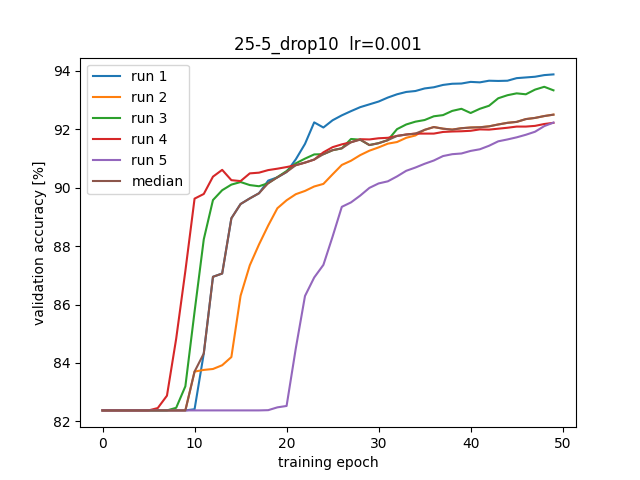 25-5_drop10  lr=0.001
validation accuracy [%]
94
92
90
88
86
84
82
run 1
run 2
run 3
run 4
run 5
median
0
10
20
30
40
50
training epoch